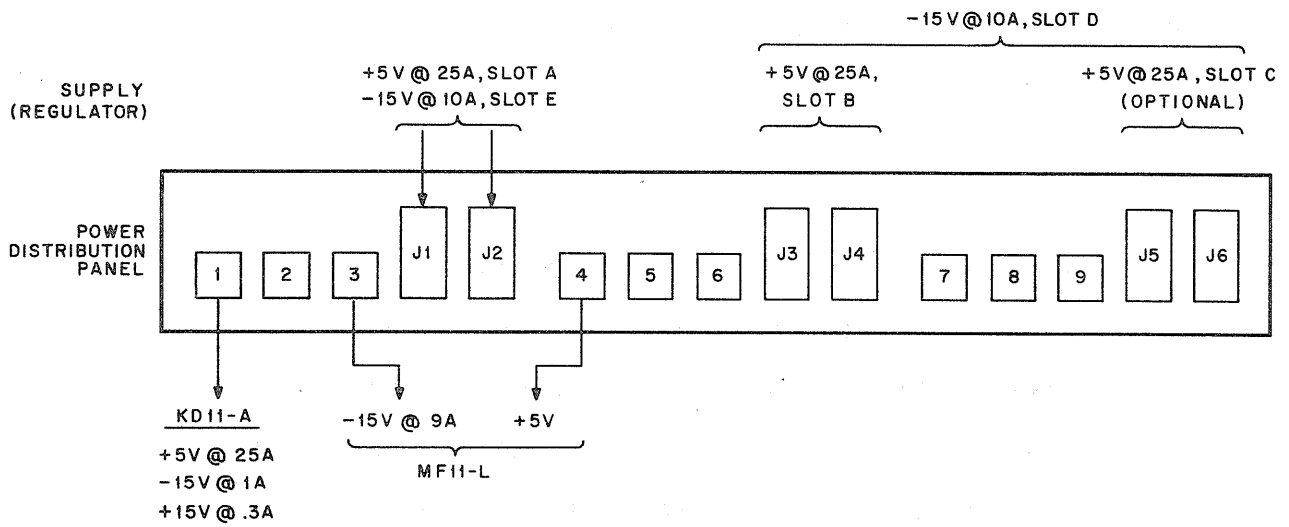 -15V @ 10A, SLOT D
SUPPLY
(REGULATOR)
+5V @ 25A, SLOT A
-15V @ 10A, SLOT E
+5V @ 25A,
SLOT B
+5V @ 25A, SLOT C
(OPTIONAL)
POWER
DISTRIBUTION
PANEL
1
2
3
J1
J2
4
5
6
J3
J4
7
8
9
J5
J6
KD11-A
+5V @ 25A
-15V @ 1A
+15V @ .3A
-15V @ 9A
+5V
MF11-L